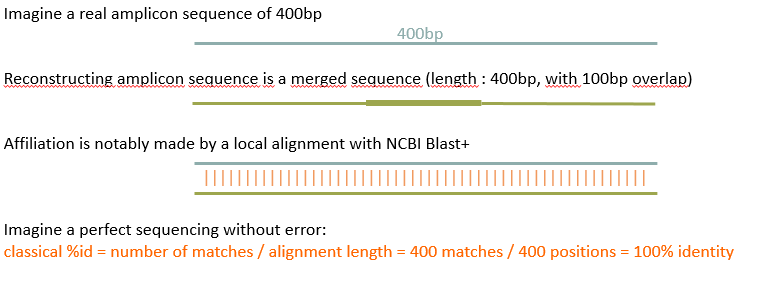 Imagine a real amplicon sequence of 400bp
400bp
Reconstructing amplicon sequence is a merged sequence (length : 400bp, with 100bp overlap)
Affiliation is notably made by a local alignment with NCBI Blast+
Imagine a perfect sequencing without error:
classical %id = number of matches / alignment length = 400 matches / 400 positions = 100% identity